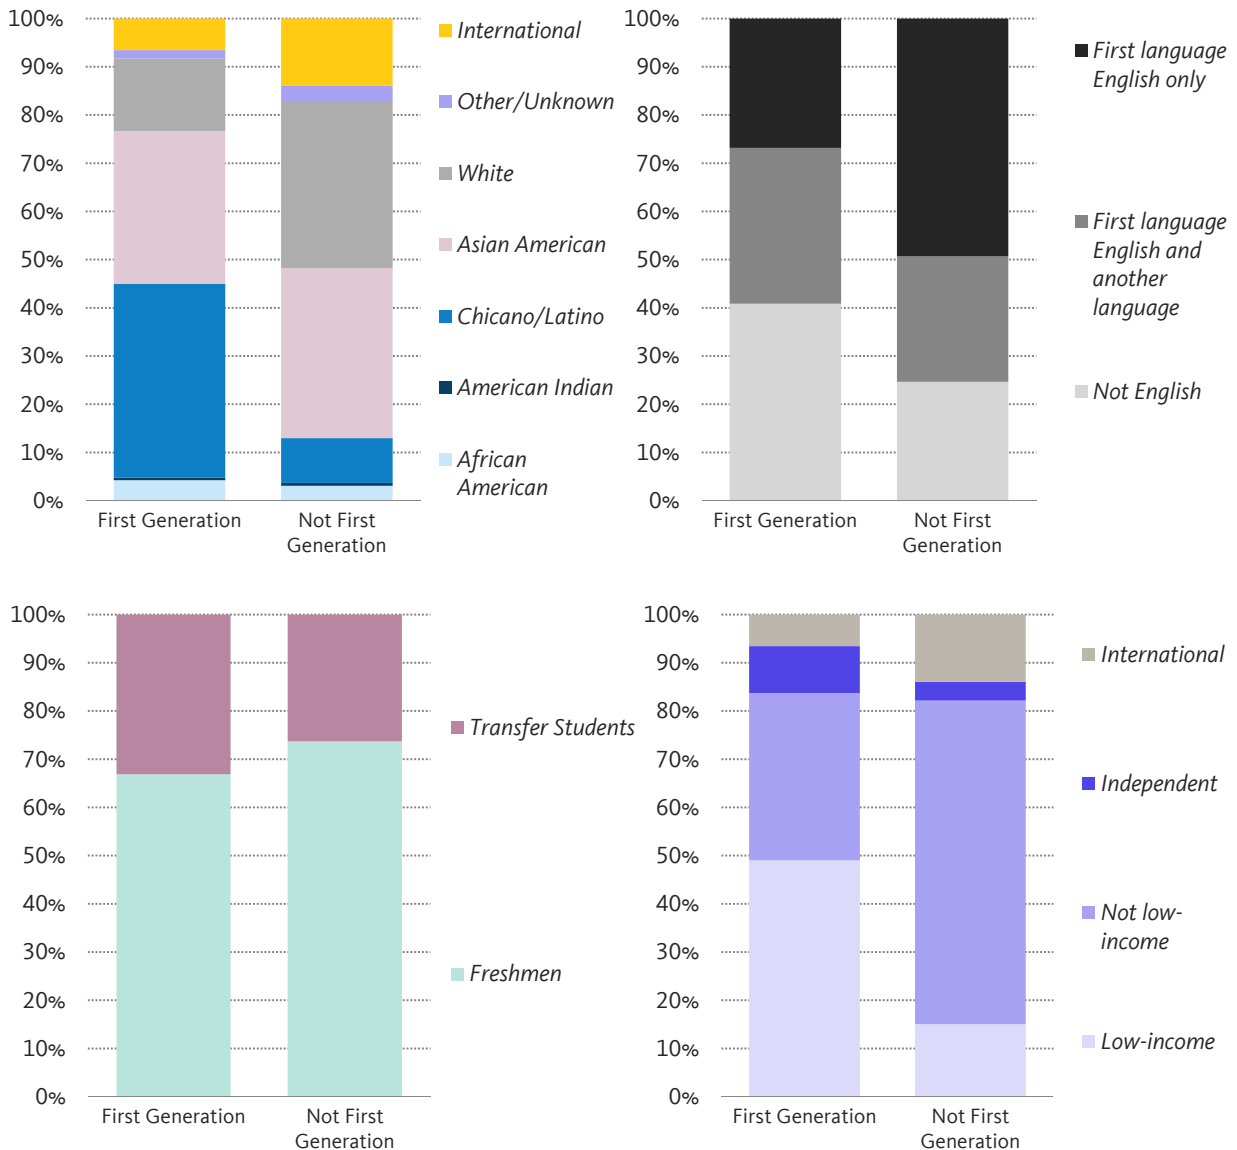 100%
90%
80%
70%
60%
50%
40%
30%
20%
10%
0%
First Generation
Not First
Generation
International
Other/Unknown
White
Asian American
Chicano/Latino
American Indian
African
American
100%
90%
80%
70%
60%
50%
40%
30%
20%
10%
0%
First Generation
Not First
Generation
First language
English only
First language
English and
another
language
Not English
100%
90%
80%
70%
60%
50%
40%
30%
20%
10%
0%
First Generation
Not First
Generation
Transfer Students
Freshmen
100%
90%
80%
70%
60%
50%
40%
30%
20%
10%
0%
First Generation
Not First
Generation
International
Independent
Not low-
income
Low-income